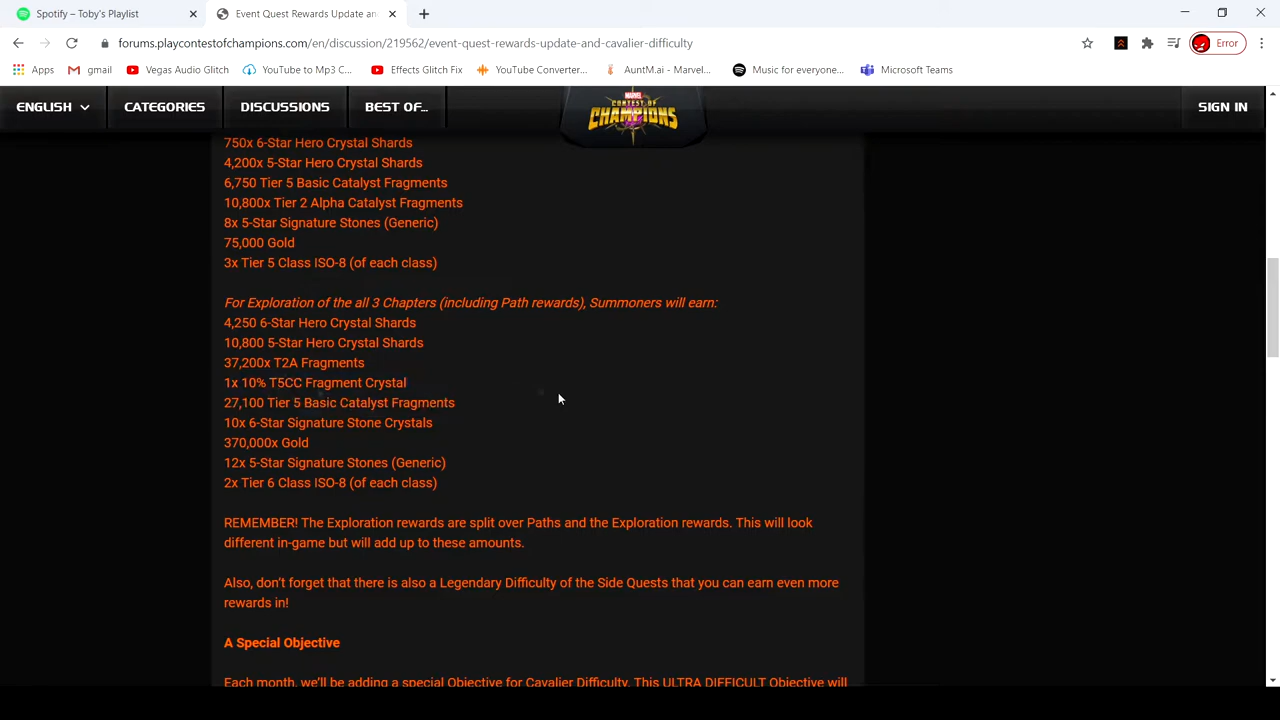 Spotify – Toby's Playlist
Event Quest Rewards Update an
forums.playcontestofchampions.com/en/discussion/219562/event-quest-rewards-update-and-cavalier-difficulty
Error
Apps
gmail
Vegas Audio Glitch
YouTube to Mp3 C...
Effects Glitch Fix
YouTube Converter...
AuntM.ai - Marvel...
Music for everyone...
Microsoft Teams
ENGLISH
CATEGORIES
DISCUSSIONS
BEST OF...
MARVEL
CONTEST OF
CHAMPIONS
SIGN IN
750x 6-Star Hero Crystal Shards
4,200x 5-Star Hero Crystal Shards
6,750 Tier 5 Basic Catalyst Fragments
10,800x Tier 2 Alpha Catalyst Fragments
8x 5-Star Signature Stones (Generic)
75,000 Gold
3x Tier 5 Class ISO-8 (of each class)
For Exploration of the all 3 Chapters (including Path rewards), Summoners will earn:
4,250 6-Star Hero Crystal Shards
10,800 5-Star Hero Crystal Shards
37,200x T2A Fragments
1x 10% T5CC Fragment Crystal
27,100 Tier 5 Basic Catalyst Fragments
10x 6-Star Signature Stone Crystals
370,000x Gold
12x 5-Star Signature Stones (Generic)
2x Tier 6 Class ISO-8 (of each class)
REMEMBER! The Exploration rewards are split over Paths and the Exploration rewards. This will look
different in-game but will add up to these amounts.
Also, don't forget that there is also a Legendary Difficulty of the Side Quests that you can earn even more
rewards in!
A Special Objective
Each month, we'll be adding a special Objective for Cavalier Difficulty. This ULTRA DIFFICULT Objective will